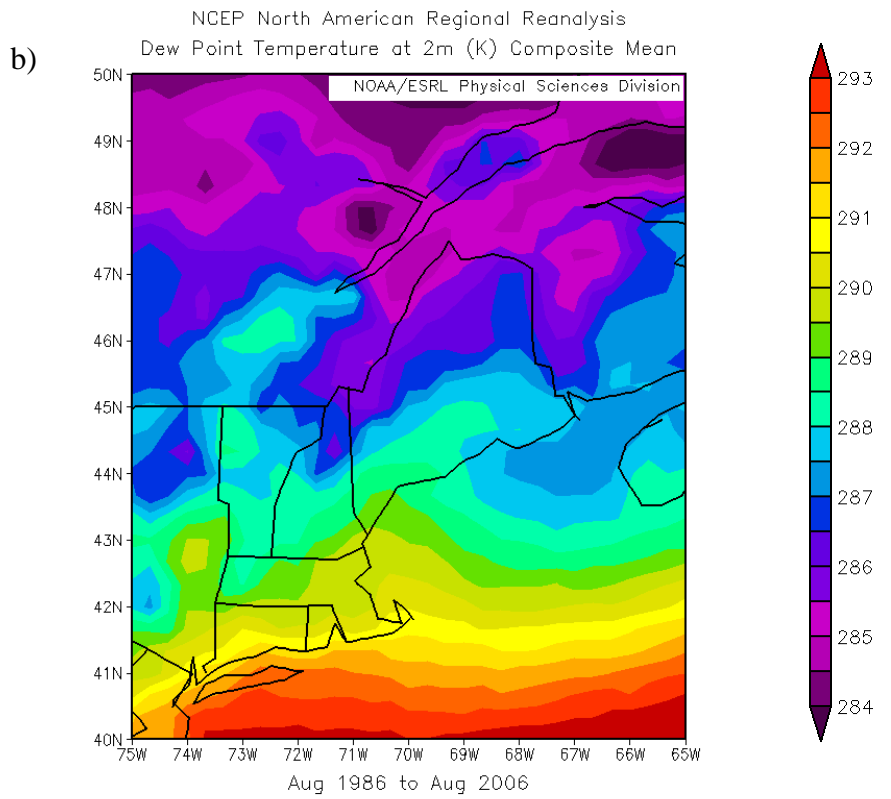 NCEP North American Regional Reanalysis
Dew Point Temperature at 2m (K) Composite Mean
b)
NOAA/ESRL Physical Sciences Division
50N
49N
48N
47N
46N
45N
44N
43N
42N
41N
40N
75W 74W 73W 72W 71W 70W 69W 68W 67W 66W 65W
Aug 1986 to Aug 2006
293
292
291
290
289
288
287
286
285
284